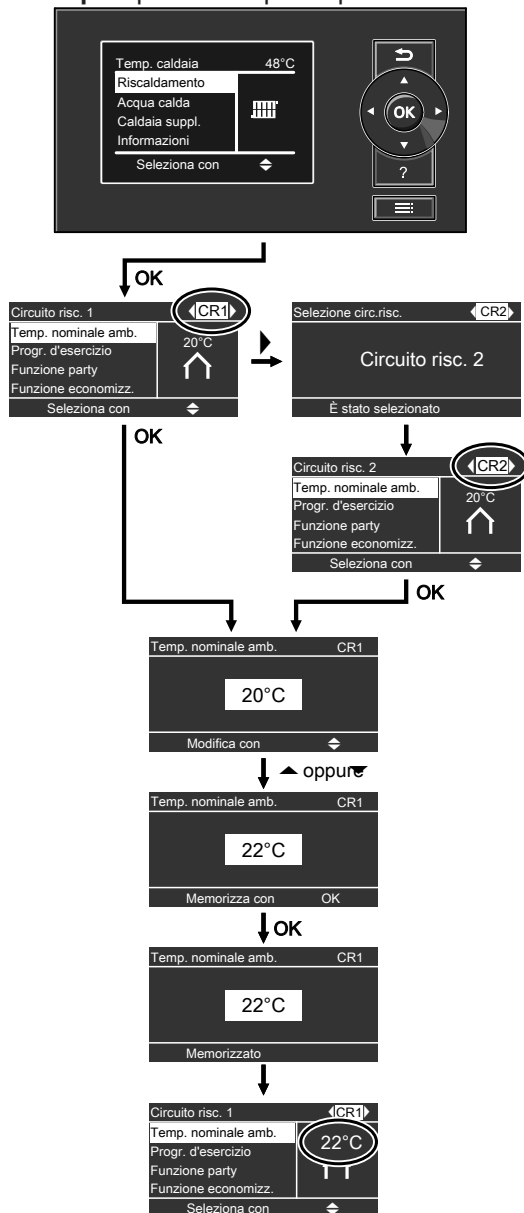 Temp. caldaia 48°C
Riscaldamento
Acqua calda
Caldaia suppl.
Informazioni
Seleziona con
OK
?
OK
Circuito risc. 1 CR1
Temp. nominale amb.
Progr. d'esercizio
Funzione party
Funzione economizz.
20°C
Seleziona con
Selezione circ.risc. CR2
Circuito risc. 2
È stato selezionato
OK
Circuito risc. 2 CR2
Temp. nominale amb.
Progr. d'esercizio
Funzione party
Funzione economizz.
20°C
Seleziona con
OK
Temp. nominale amb. CR1
20°C
Modifica con
oppure
Temp. nominale amb. CR1
22°C
Memorizza con OK
OK
Temp. nominale amb. CR1
22°C
Memorizzato
Circuito risc. 1 CR1
Temp. nominale amb.
Progr. d'esercizio
Funzione party
Funzione economizz.
22°C
Seleziona con